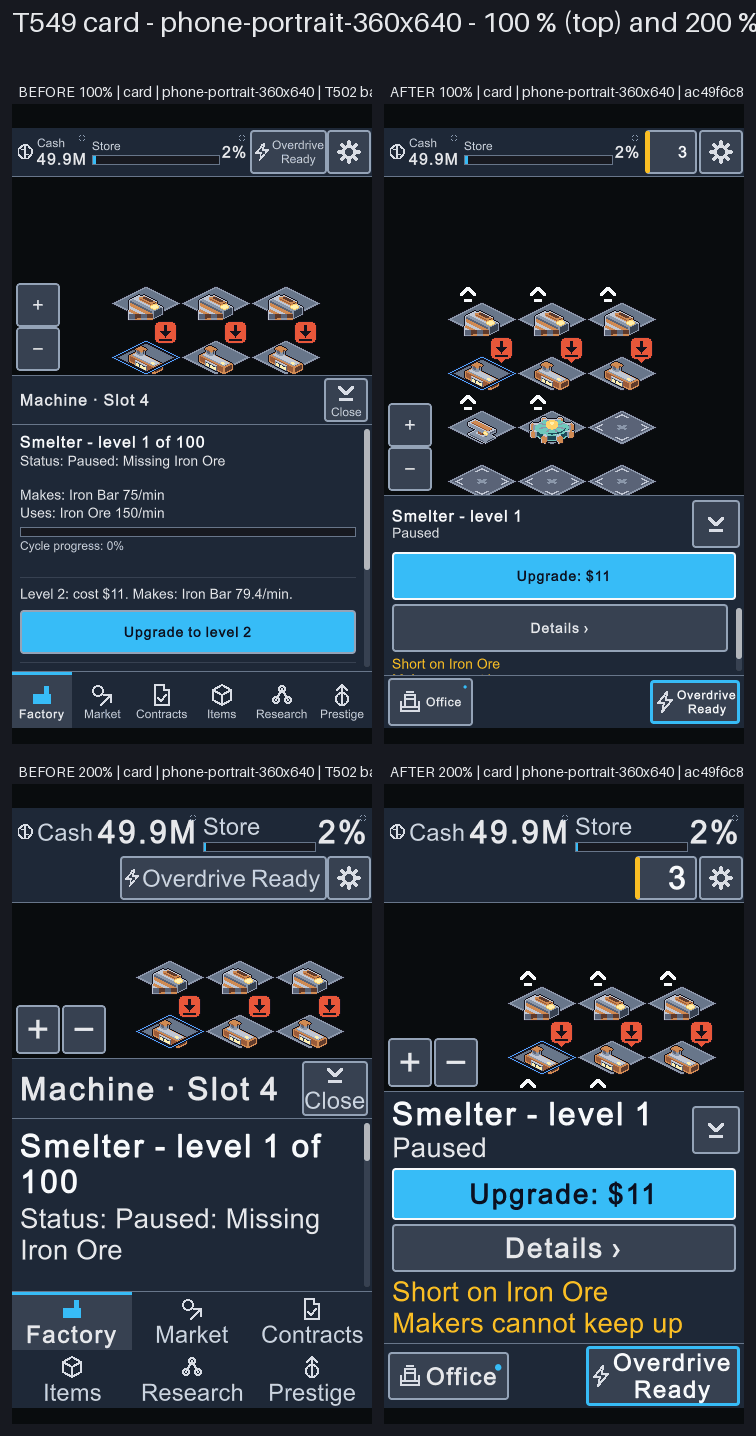 T549 card - phone-portrait-360x640 - 100 % (top) and 200 %
BEFORE 100% | card | phone-portrait-360x640 | T502 ba
Cash
49.9M
Store
2%
Overdrive
Ready
+
−
Machine · Slot 4
Close
Smelter - level 1 of 100
Status: Paused: Missing Iron Ore
Makes: Iron Bar 75/min
Uses: Iron Ore 150/min
Cycle progress: 0%
Level 2: cost $11. Makes: Iron Bar 79.4/min.
Upgrade to level 2
Factory
Market
Contracts
Items
Research
Prestige
AFTER 100% | card | phone-portrait-360x640 | ac49f6c8
Cash
49.9M
Store
2%
3
+
−
Smelter - level 1
Paused
Upgrade: $11
Details ›
Short on Iron Ore
Office
Overdrive
Ready
BEFORE 200% | card | phone-portrait-360x640 | T502 ba
Cash 49.9M
Store
2%
Overdrive Ready
+ −
Machine · Slot 4
Close
Smelter - level 1 of
100
Status: Paused: Missing
Iron Ore
Factory
Market
Contracts
Items
Research
Prestige
AFTER 200% | card | phone-portrait-360x640 | ac49f6c8
Cash 49.9M
Store
2%
3
+ −
Smelter - level 1
Paused
Upgrade: $11
Details ›
Short on Iron Ore
Makers cannot keep up
Office
Overdrive
Ready